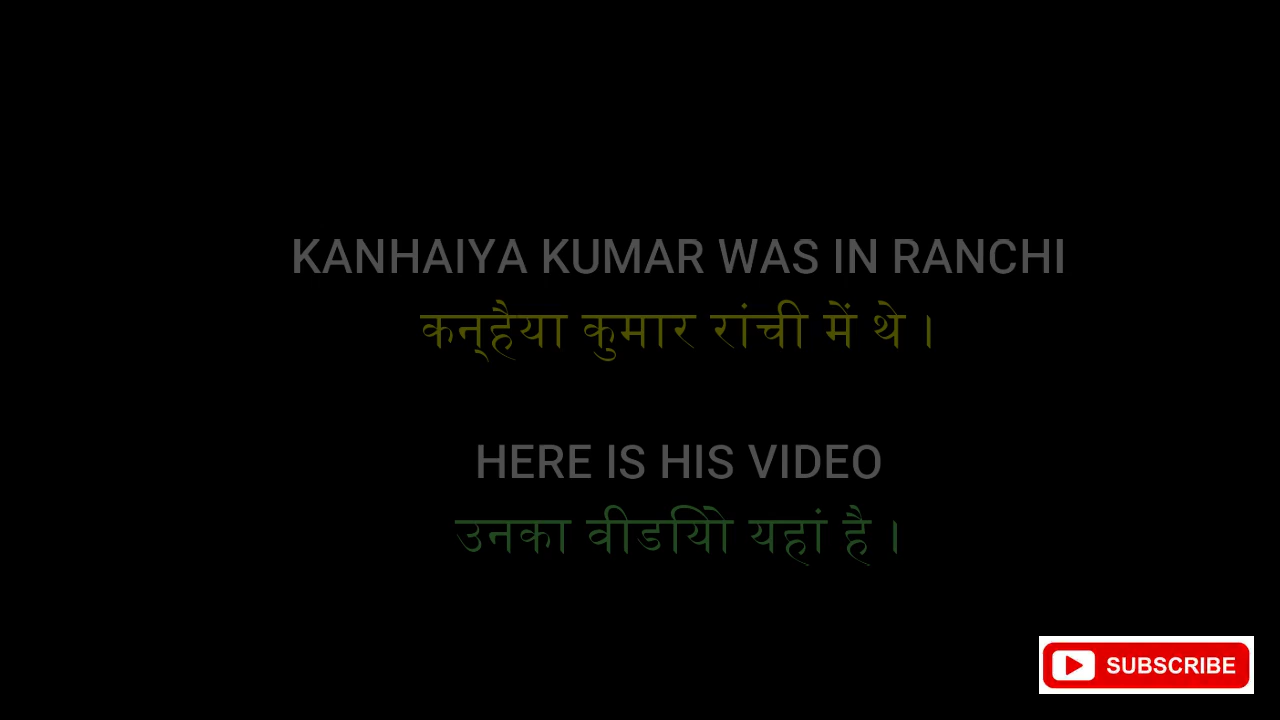 KANHAIYA KUMAR WAS IN RANCHI
कन्हैया कुमार रांची में थे।
HERE IS HIS VIDEO
उनका वीडियो यहां है।
SUBSCRIBE